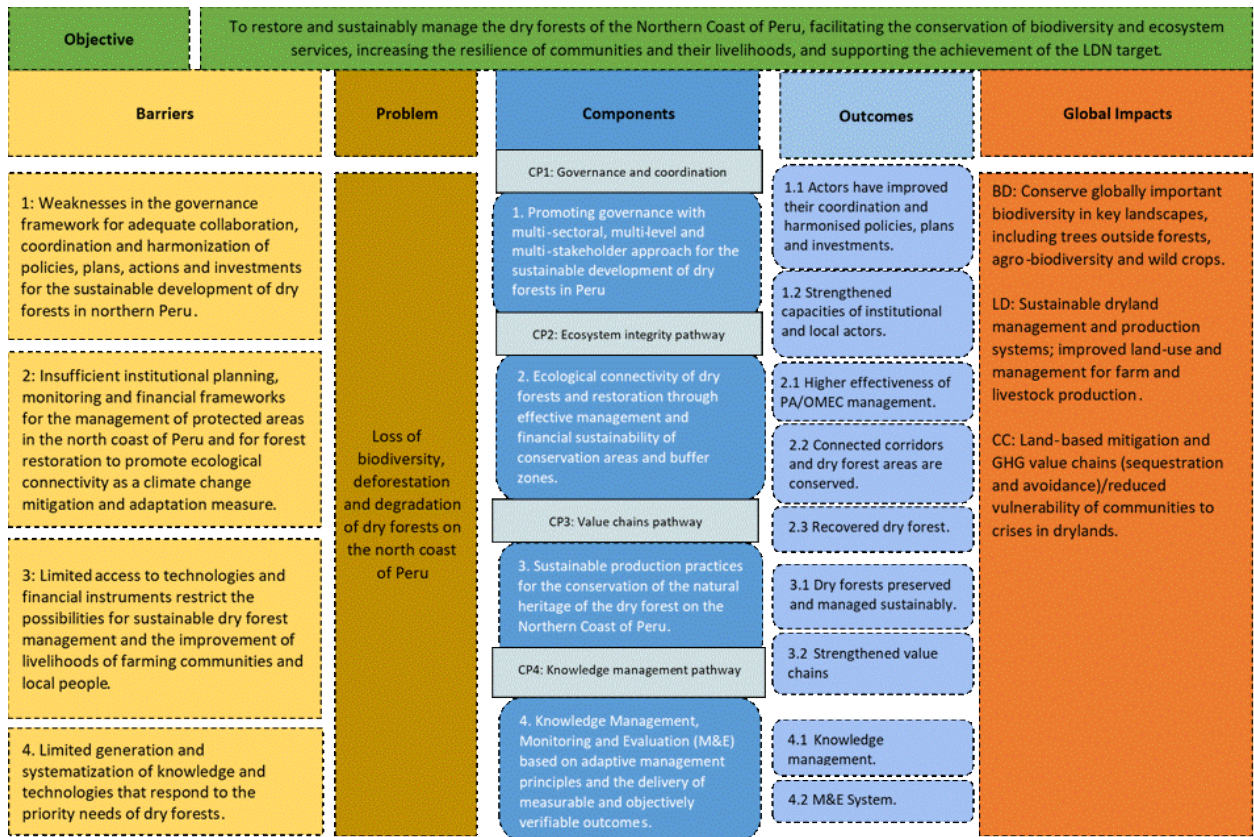 Objective
To restore and sustainably manage the dry forests of the Northern Coast of Peru, facilitating the conservation of biodiversity and ecosystem
services, increasing the resilience of communities and their livelihoods, and supporting the achievement of the LDN target.
Barriers
Problem
Components
Outcomes
Global Impacts
1: Weaknesses in the governance
framework for adequate collaboration,
coordination and harmonization of
policies, plans, actions and investments
for the sustainable development of dry
forests in northern Peru.
2: Insufficient institutional planning,
monitoring and financial frameworks
for the management of protected areas
in the north coast of Peru and for forest
restoration to promote ecological
connectivity as a climate change
mitigation and adaptation measure.
3: Limited access to technologies and
financial instruments restrict the
possibilities for sustainable dry forest
management and the improvement of
livelihoods of farming communities and
local people.
4. Limited generation and
systematization of knowledge and
technologies that respond to the
priority needs of dry forests.
Loss of
biodiversity,
deforestation
and degradation
of dry forests on
the north coast
of Peru
CP1: Governance and coordination
1. Promoting governance with
multi-sectoral, multi-level and
multi-stakeholder approach for the
sustainable development of dry
forests in Peru
CP2: Ecosystem integrity pathway
2. Ecological connectivity of dry
forests and restoration through
effective management and
financial sustainability of
conservation areas and buffer
zones.
CP3: Value chains pathway
3. Sustainable production practices
for the conservation of the natural
heritage of the dry forest on the
Northern Coast of Peru.
CP4: Knowledge management pathway
4. Knowledge Management,
Monitoring and Evaluation (M&E)
based on adaptive management
principles and the delivery of
measurable and objectively
verifiable outcomes.
1.1 Actors have improved
their coordination and
harmonised policies, plans
and investments.
1.2 Strengthened
capacities of institutional
and local actors.
2.1 Higher effectiveness of
PA/OMEC management.
2.2 Connected corridors
and dry forest areas are
conserved.
2.3 Recovered dry forest.
3.1 Dry forests preserved
and managed sustainably.
3.2 Strengthened value
chains
4.1 Knowledge
management.
4.2 M&E System.
BD: Conserve globally important
biodiversity in key landscapes,
including trees outside forests,
agro-biodiversity and wild crops.
LD: Sustainable dryland
management and production
systems; improved land-use and
management for farm and
livestock production.
CC: Land-based mitigation and
GHG value chains (sequestration
and avoidance)/reduced
vulnerability of communities to
crises in drylands.